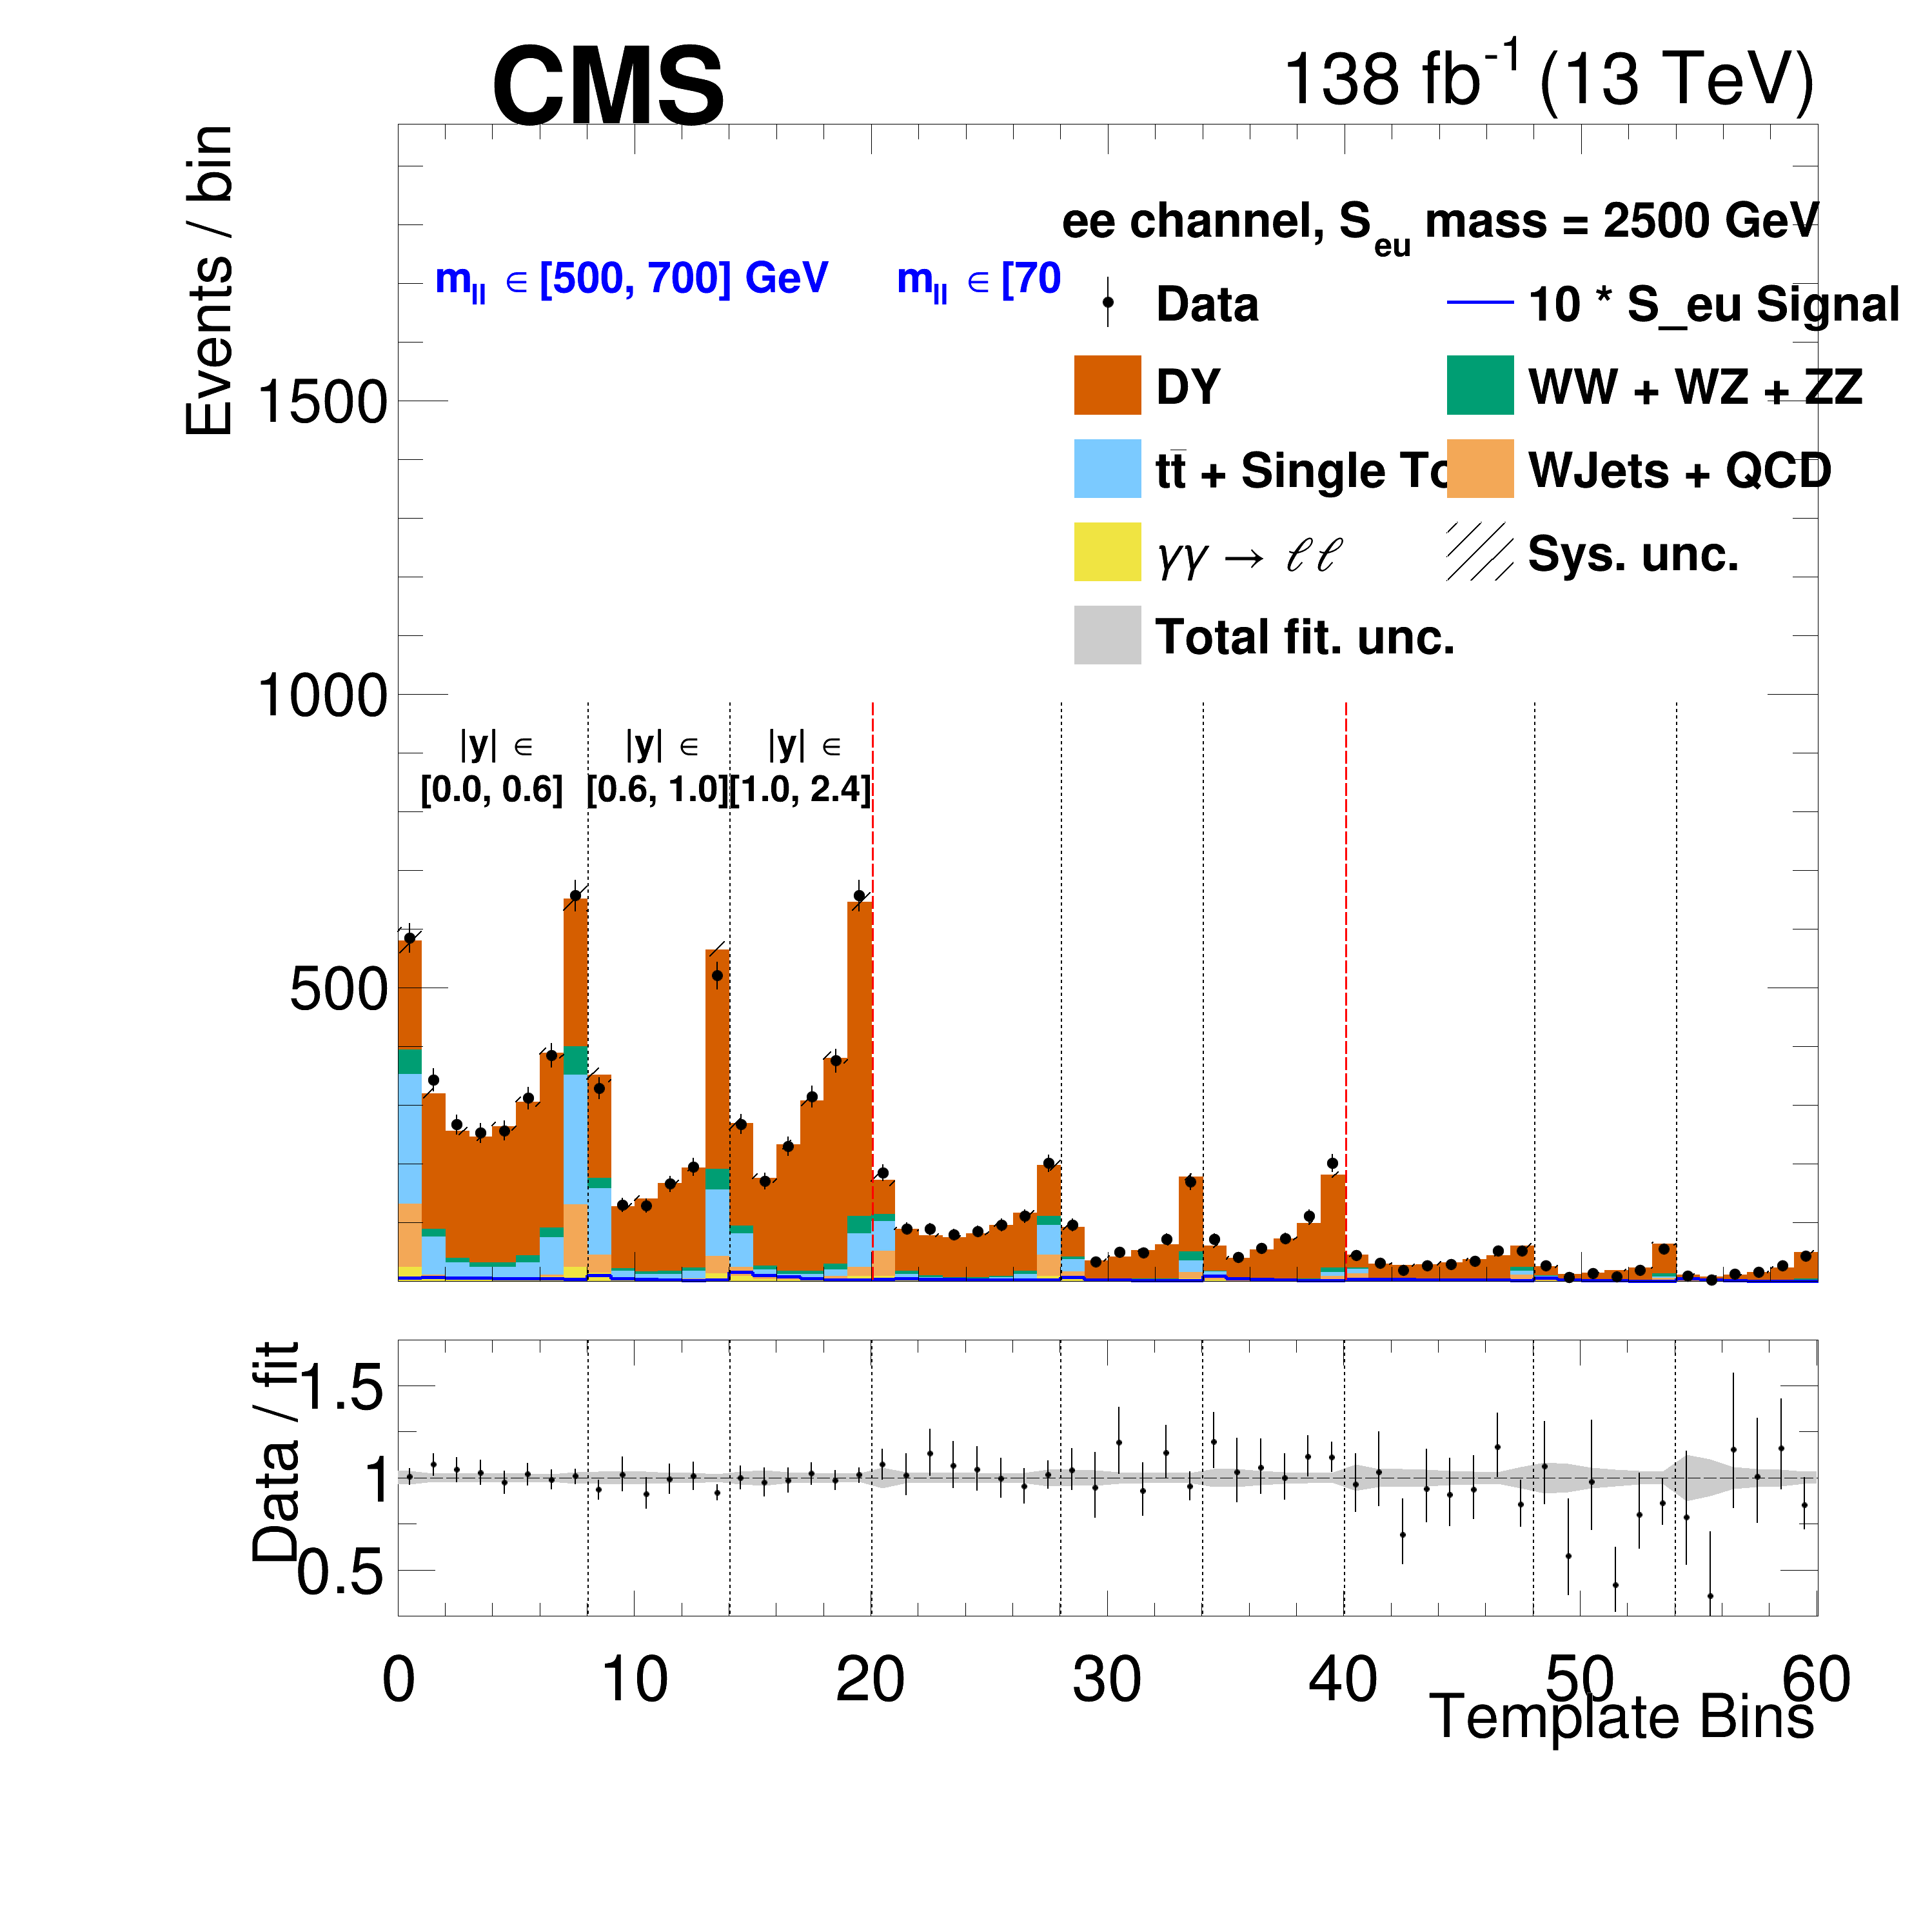 CMS
138 fb-1 (13 TeV)
Events / bin
ee channel, Seu mass = 2500 GeV
mll ∈ [500, 700] GeV
mll ∈ [70
Data
10 * S_eu Signal
DY
WW + WZ + ZZ
tt̄ + Single To
WJets + QCD
γγ → ℓℓ
Sys. unc.
Total fit. unc.
1500
1000
500
|y| ∈
[0.0, 0.6]
|y| ∈
[0.6, 1.0]
|y| ∈
[1.0, 2.4]
Data / fit
1.5
1
0.5
0 10 20 30 40 50 60
Template Bins